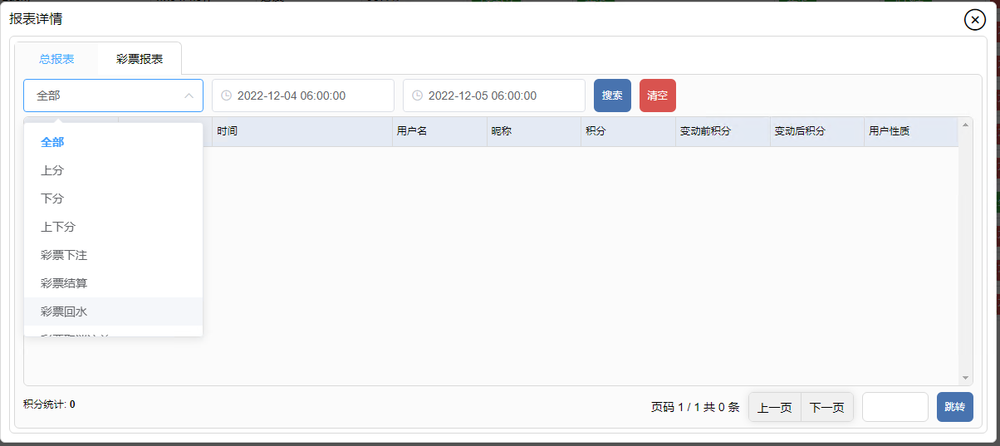 报表详情
总报表 彩票报表
全部 2022-12-04 06:00:00 2022-12-05 06:00:00 搜索 清空
时间 用户名 昵称 积分 变动前积分 变动后积分 用户性质
全部
上分
下分
上下分
彩票下注
彩票结算
彩票回水
积分统计: 0 页码 1 / 1 共 0 条 上一页 下一页 跳转